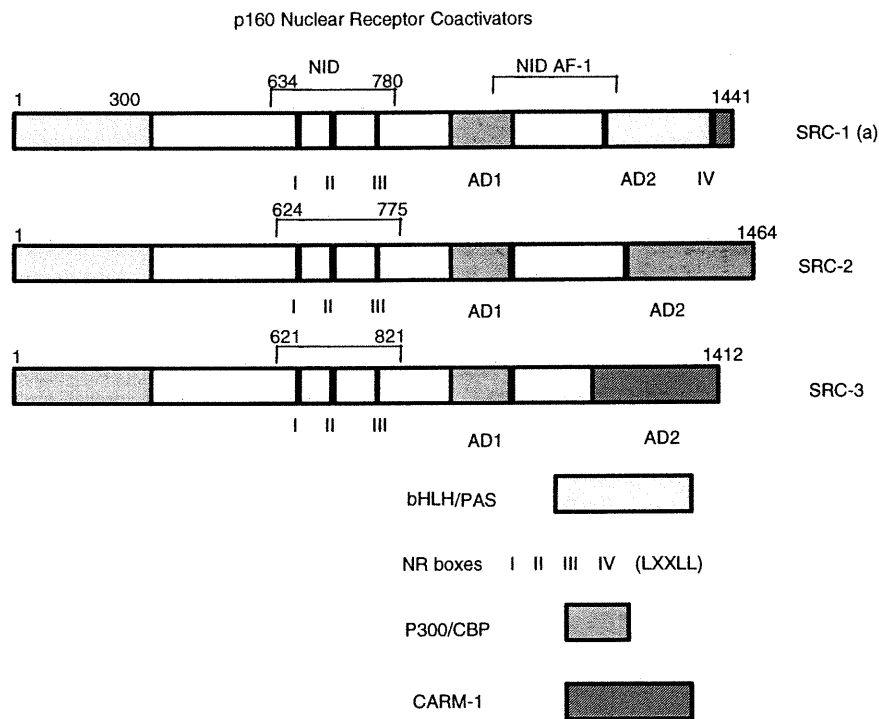 p160 Nuclear Receptor Coactivators
NID
NID AF-1
634 780
1 300 1441
SRC-1 (a)
I II III AD1 AD2 IV
624 775
1 1464
SRC-2
I II III AD1 AD2
621 821
1 1412
SRC-3
I II III AD1 AD2
bHLH/PAS
NR boxes I II III IV (LXXLL)
P300/CBP
CARM-1